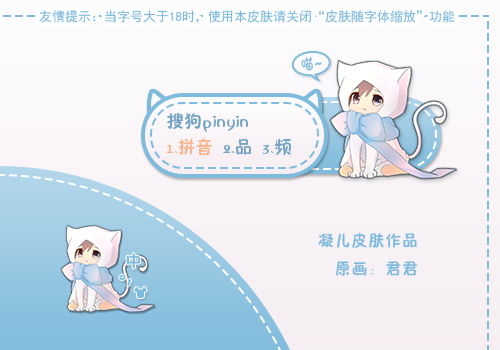 友情提示:·当字号大于18时,·使用本皮肤请关闭·“皮肤随字体缩放”·功能
喵~
搜狗pinyin
1.拼音 2.品 3.频
凝儿皮肤作品
原画：君君
中